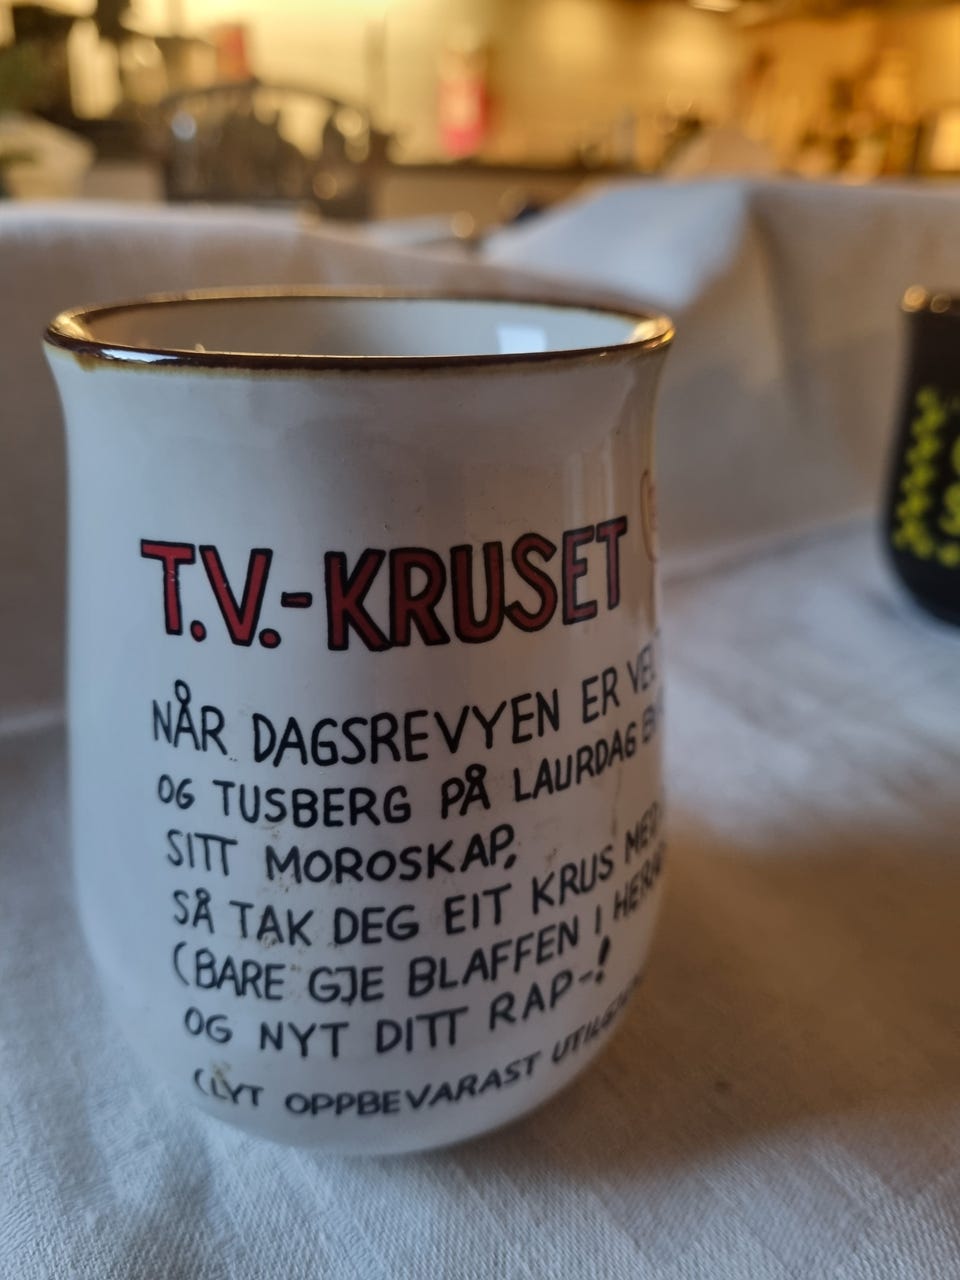 T.V.-KRUSET
NÅR DAGSREVYEN ER
OG TUSBERG PÅ LAURDAG
SITT MOROSKAP,
SÅ TAK DEG EIT KRUS
(BARE GJE BLAFFEN I
OG NYT DITT RAP-!
(LYT OPPBEVARAST